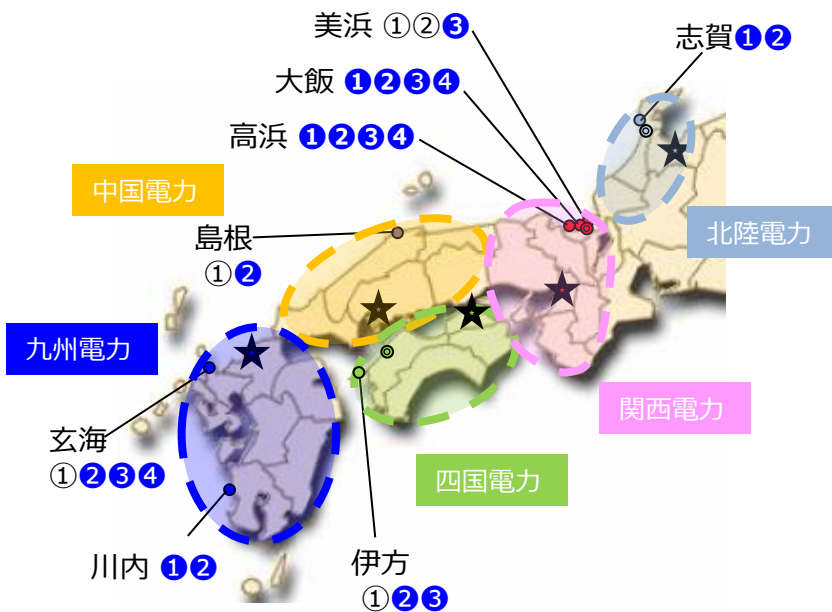 美浜 ①②❸
志賀❶❷
大飯 ❶❷❸❹
高浜 ❶❷❸❹
中国電力
島根
①❷
北陸電力
九州電力
関西電力
玄海
①❷❸❹
四国電力
川内 ❶❷
伊方
①❷❸